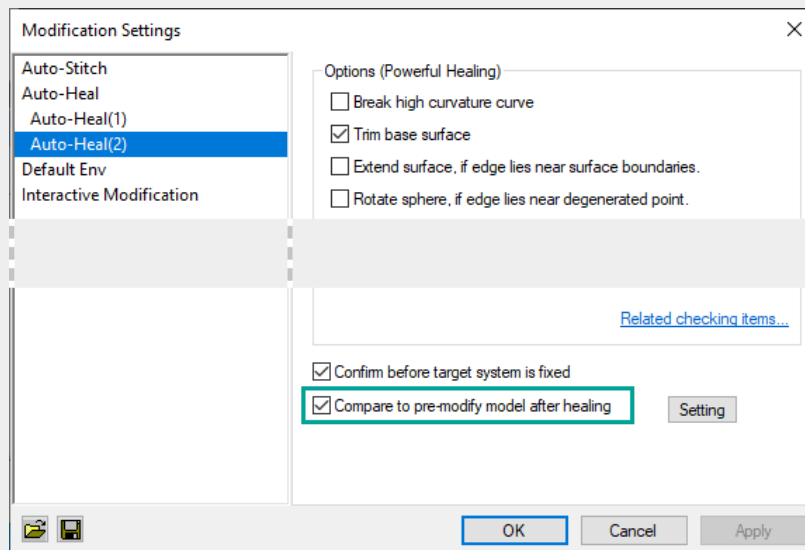 Modification Settings
Auto-Stitch
Auto-Heal
Auto-Heal(1)
Auto-Heal(2)
Default Env
Interactive Modification
Options (Powerful Healing)
Break high curvature curve
Trim base surface
Extend surface, if edge lies near surface boundaries.
Rotate sphere, if edge lies near degenerated point.
Related checking items...
Confirm before target system is fixed
Compare to pre-modify model after healing
Setting
OK
Cancel
Apply